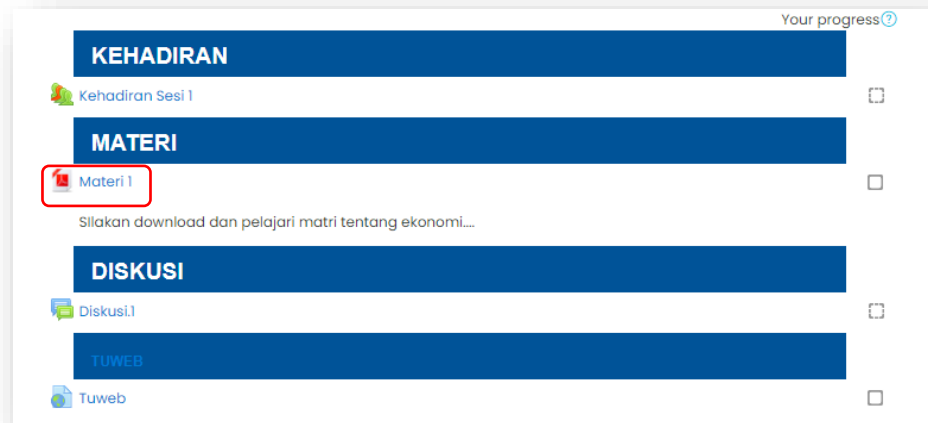 Your progress
KEHADIRAN
Kehadiran Sesi 1
MATERI
Materi 1
SIlakan download dan pelajari matri tentang ekonomi....
DISKUSI
Diskusi.1
TUWEB
Tuweb